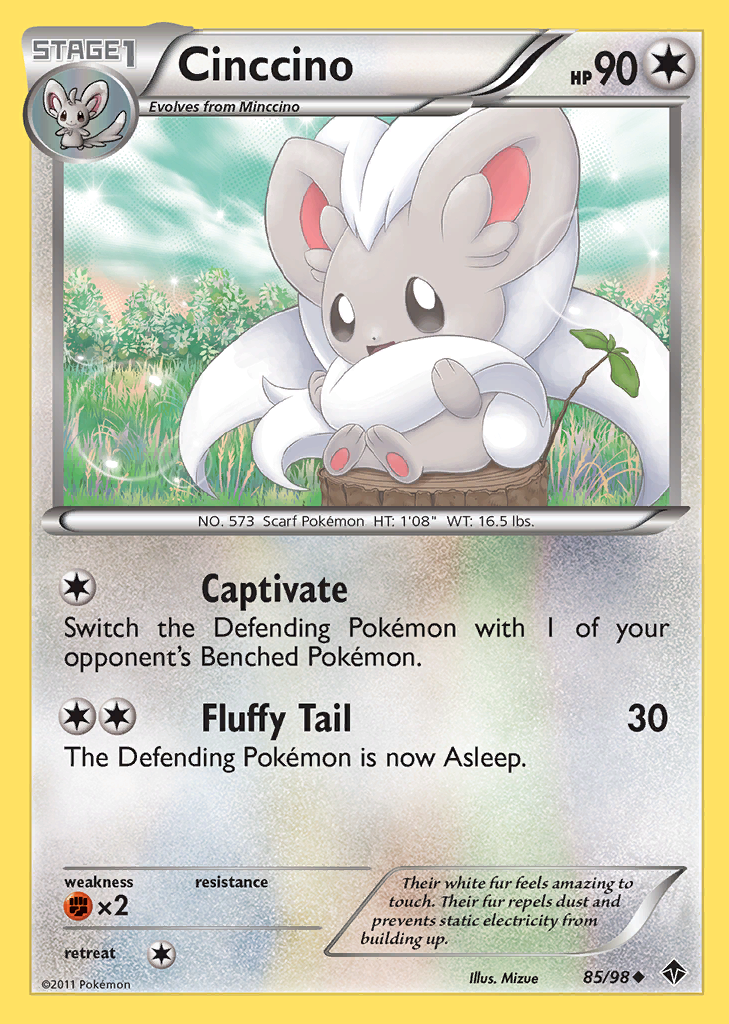 STAGE1
Cinccino
HP 90
Evolves from Minccino
NO. 573 Scarf Pokémon HT: 1'08" WT: 16.5 lbs.
Captivate
Switch the Defending Pokémon with 1 of your
opponent's Benched Pokémon.
Fluffy Tail 30
The Defending Pokémon is now Asleep.
weakness resistance
×2
Their white fur feels amazing to
touch. Their fur repels dust and
prevents static electricity from
building up.
retreat
©2011 Pokémon
Illus. Mizue 85/98